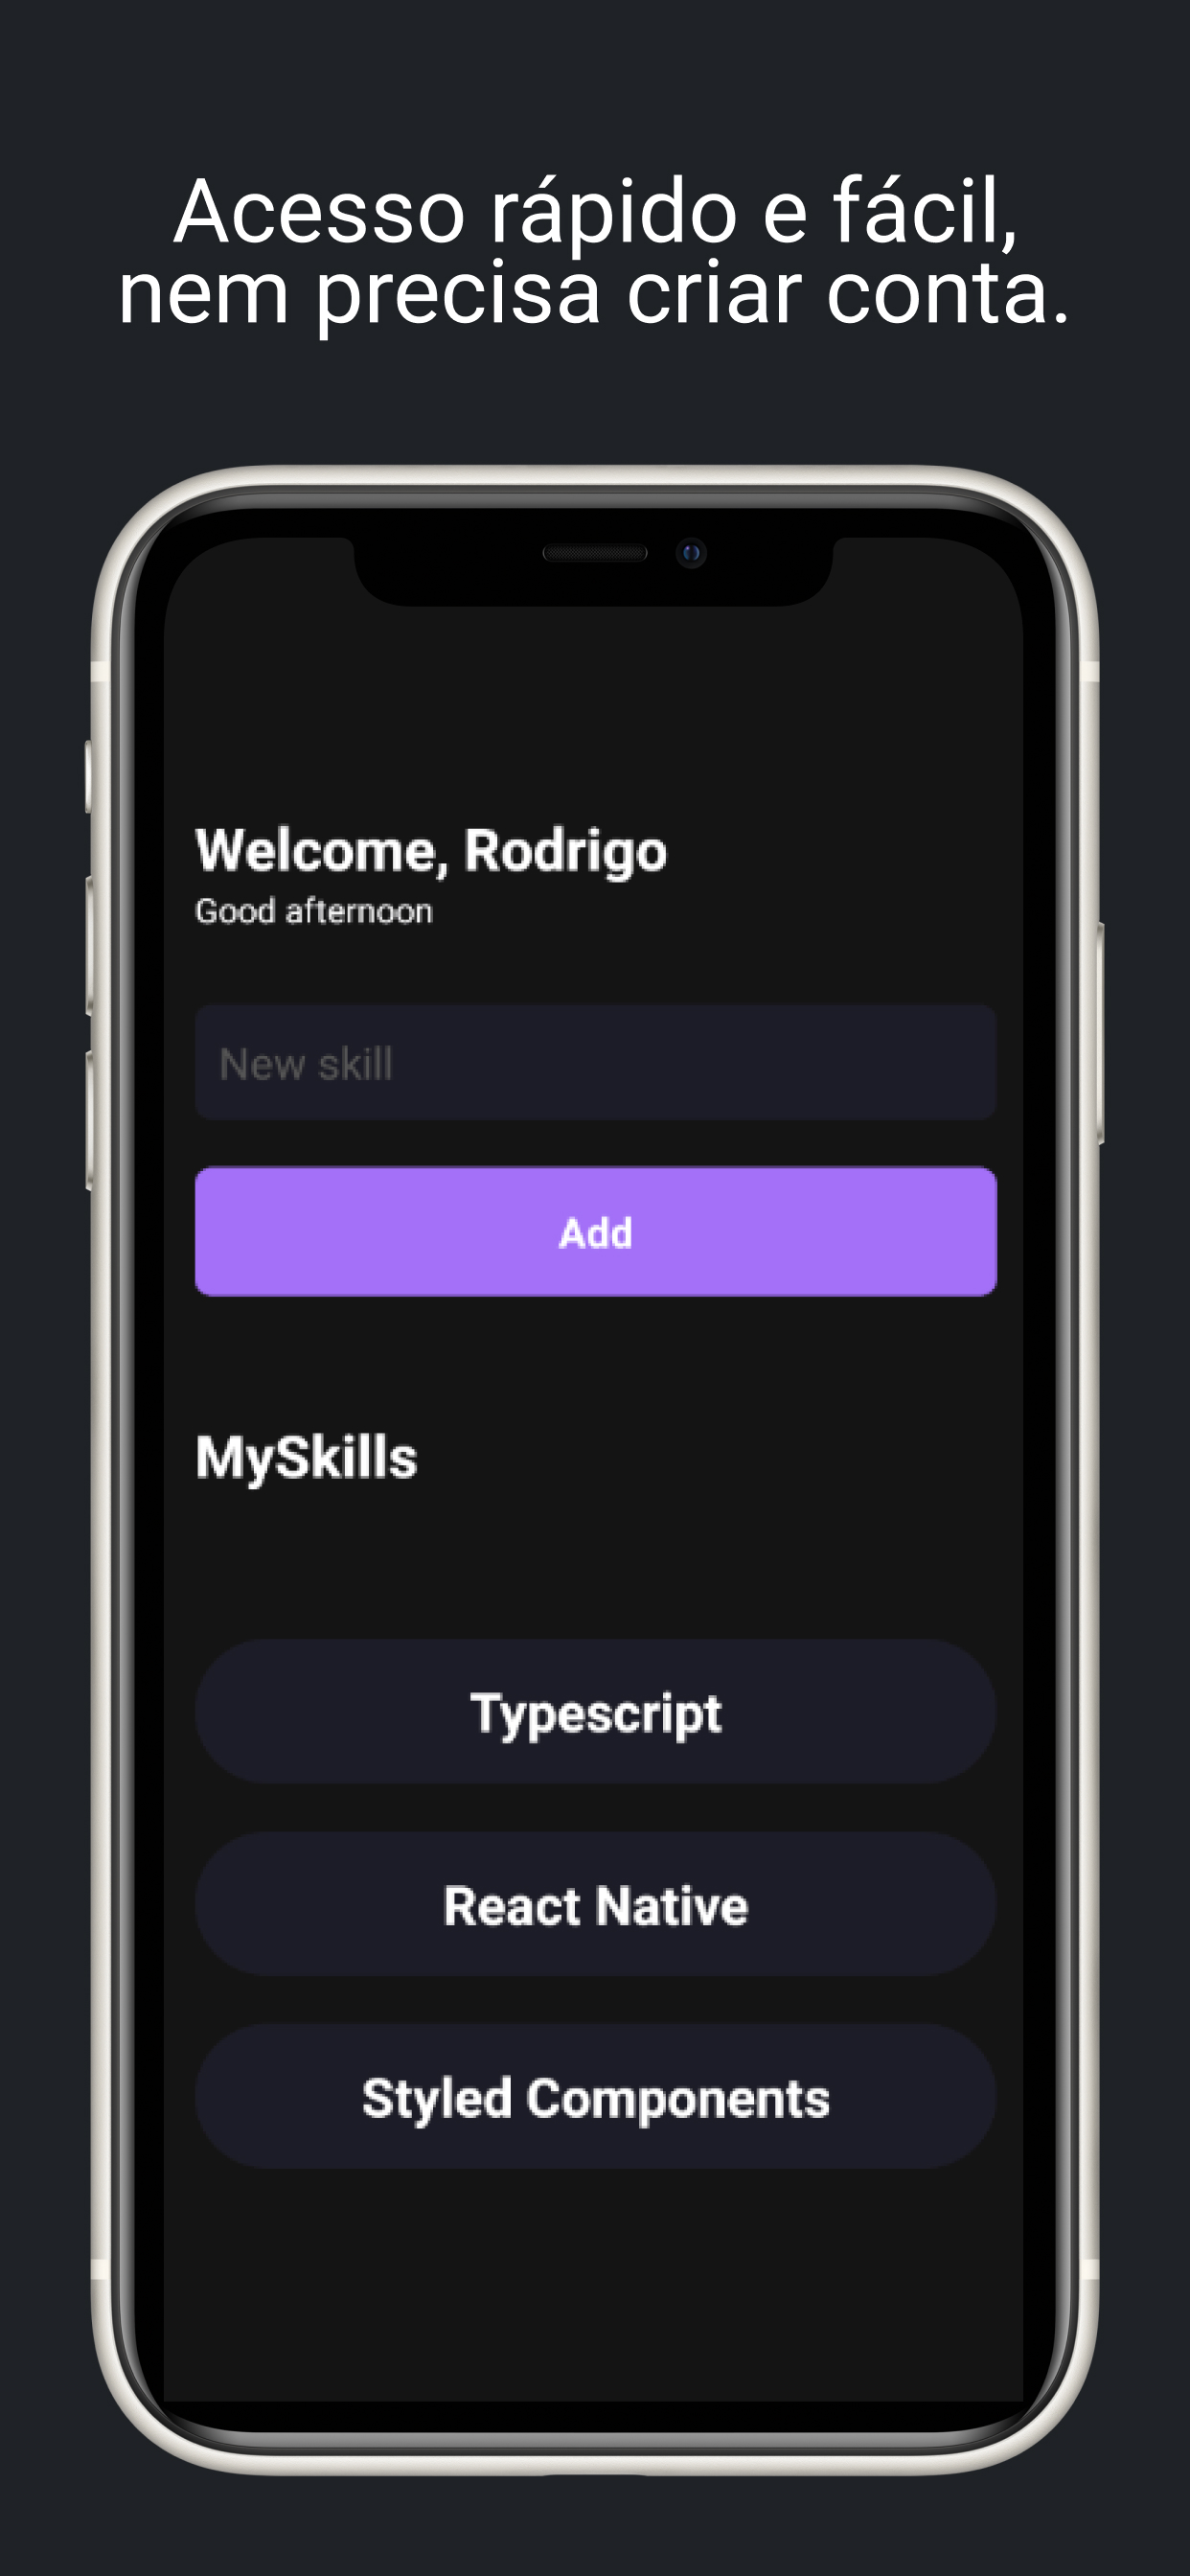 Acesso rápido e fácil,
nem precisa criar conta.
Welcome, Rodrigo
Good afternoon
New skill
Add
MySkills
Typescript
React Native
Styled Components